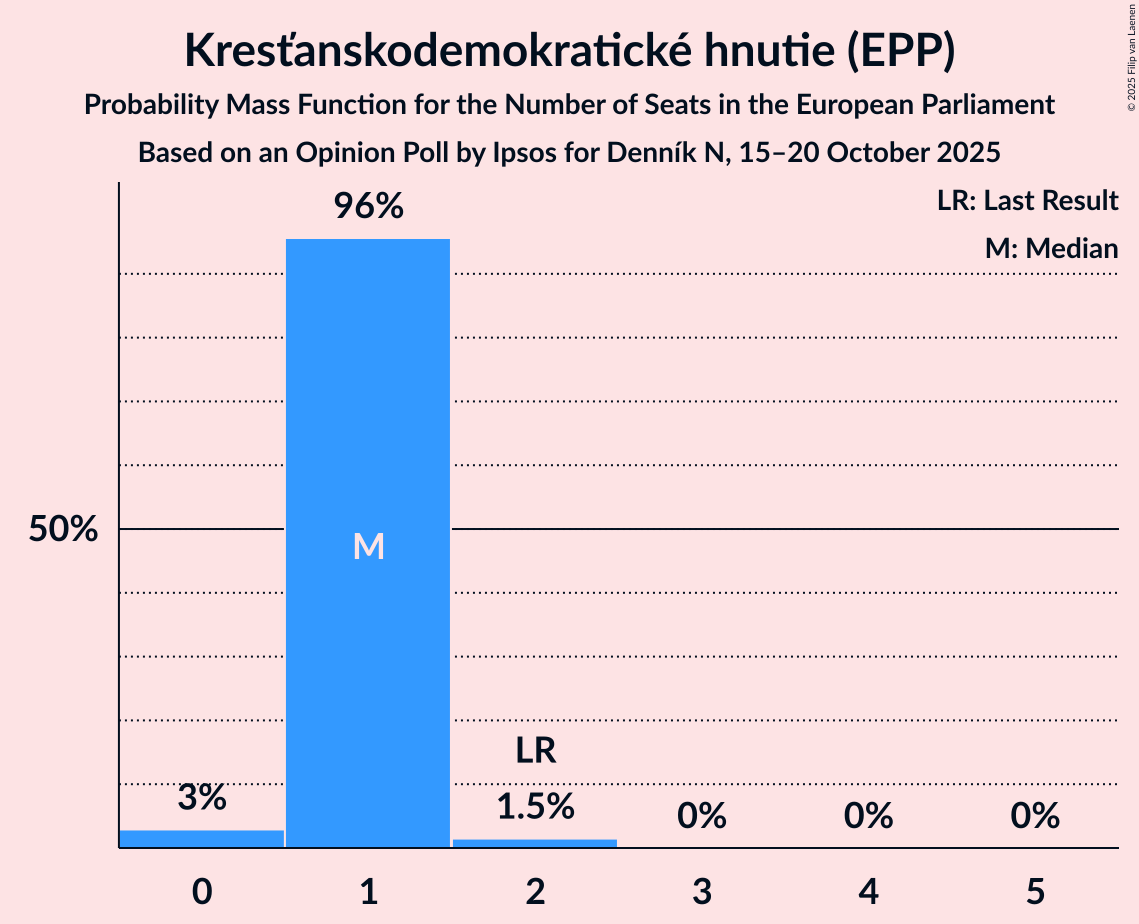 Kresťanskodemokratické hnutie (EPP)
Probability Mass Function for the Number of Seats in the European Parliament
Based on an Opinion Poll by Ipsos for Denník N, 15–20 October 2025
© 2025 Filip van Laenen
LR: Last Result
M: Median
96%
50%
M
LR
3%
1.5%
0%
0%
0%
0
1
2
3
4
5